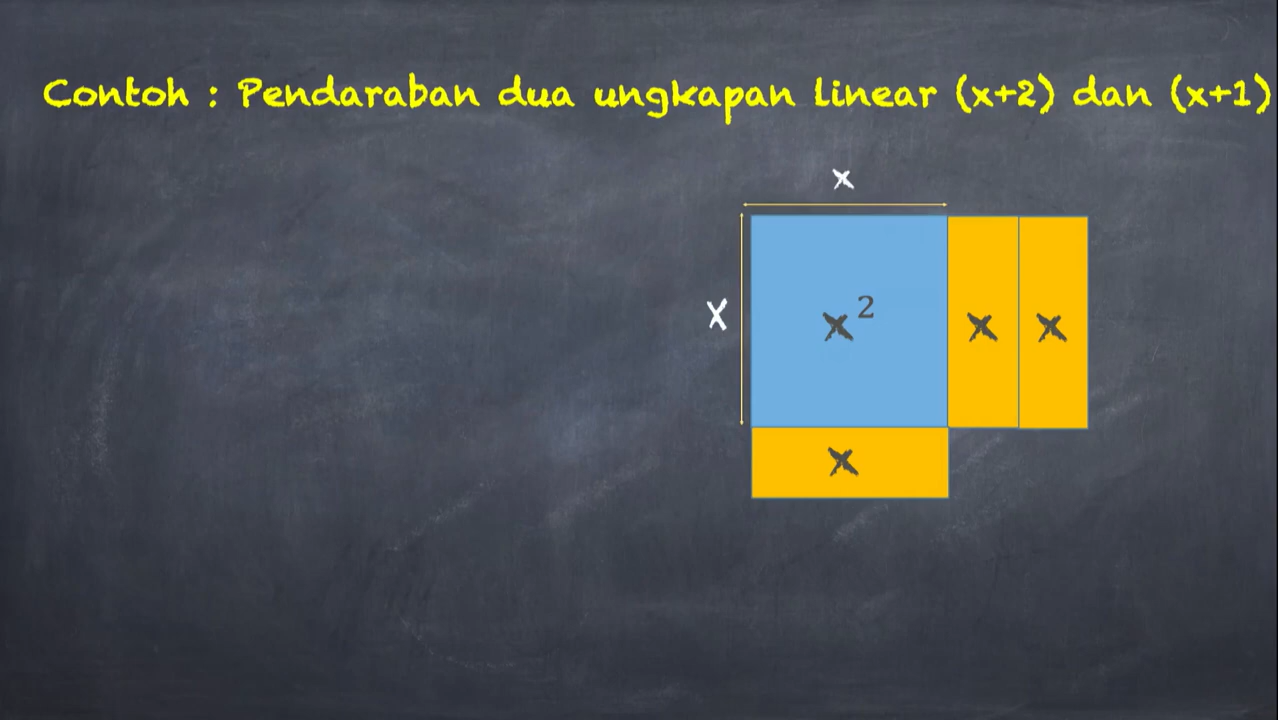 Contoh : Pendaraban dua ungkapan linear (x+2) dan (x+1)
x
x
x²
x
x
x